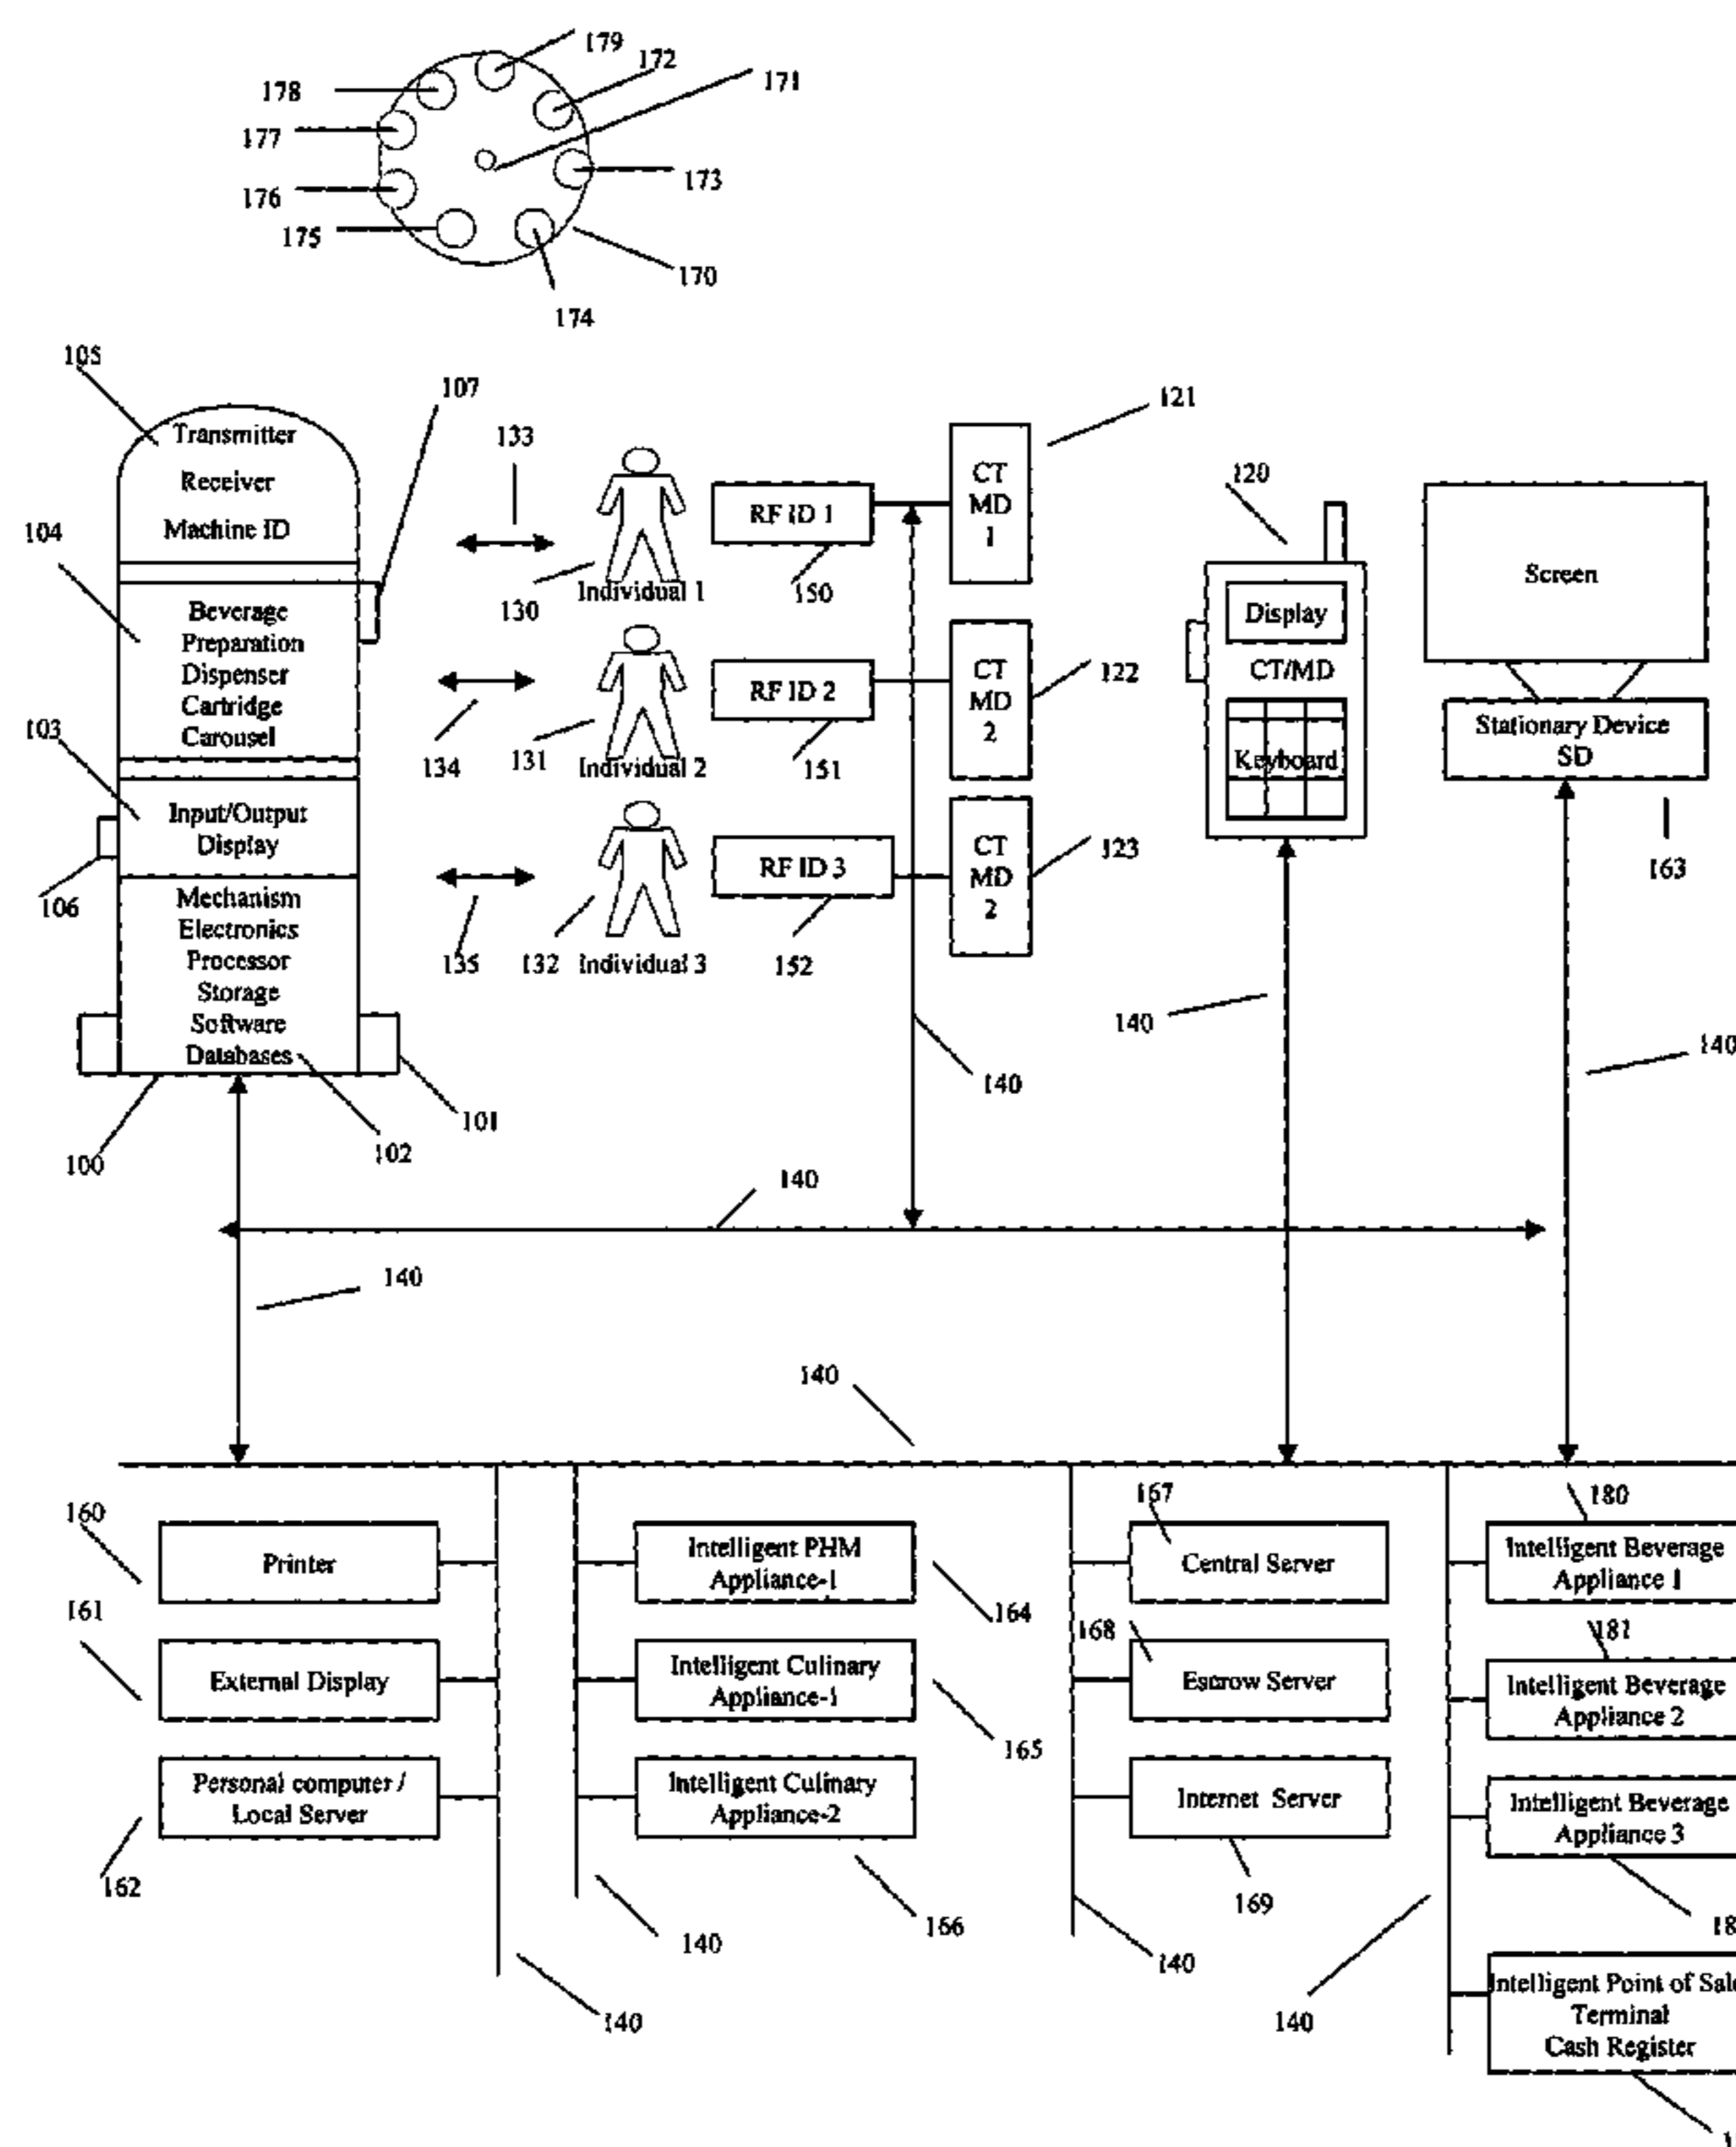 179
172
171
178
177
173
176
175
170
174
105
107
121
133
Transmitter
Receiver
Machine ID
104
120
CT
MD
1
RF ID 1
Screen
Individual 1
130
150
Beverage
Preparation
Dispenser
Cartridge
Carousel
Display
CT/MD
Keyboard
CT
MD
2
122
RF ID 2
Stationary Device
SD
103
134
131
Individual 2
151
Input/Output
Display
CT
MD
2
123
RF ID 3
163
106
135
132
Individual 3
152
Mechanism
Electronics
Processor
Storage
Software
Databases
140
140
140
101
102
100
140
140
140
160
167
180
Printer
Intelligent PHM
Appliance-1
Central Server
Intelligent Beverage
Appliance 1
161
164
168
181
External Display
Intelligent Culinary
Appliance-1
Escrow Server
Intelligent Beverage
Appliance 2
165
Personal computer /
Local Server
Intelligent Culinary
Appliance-2
Internet Server
Intelligent Beverage
Appliance 3
162
166
169
140
140
140
140
Intelligent Point of Sale
Terminal
Cash Register